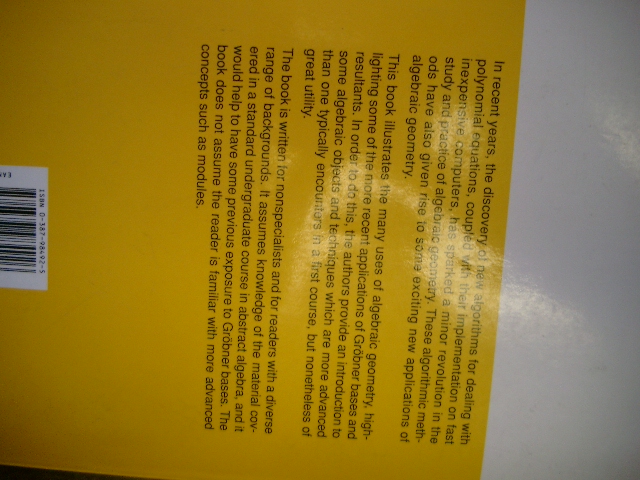 In recent years, the discovery of new algorithms for dealing with
polynomial equations, coupled with their implementation on fast
inexpensive computers, has sparked a minor revolution in the
study and practice of algebraic geometry. These algorithmic meth-
ods have also given rise to some exciting new applications of
algebraic geometry.
This book illustrates the many uses of algebraic geometry, high-
lighting some of the more recent applications of Gröbner bases and
resultants. In order to do this, the authors provide an introduction to
some algebraic objects and techniques which are more advanced
than one typically encounters in a first course, but nonetheless of
great utility.
The book is written for nonspecialists and for readers with a diverse
range of backgrounds. It assumes knowledge of the material cov-
ered in a standard undergraduate course in abstract algebra, and it
would help to have some previous exposure to Gröbner bases. The
book does not assume the reader is familiar with more advanced
concepts such as modules.
ISBN 0-387-98492-5